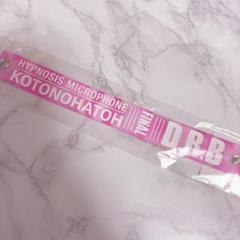 HYPNOSIS MICROPHONE
KOTONOHATOH
FINAL
D.R.B